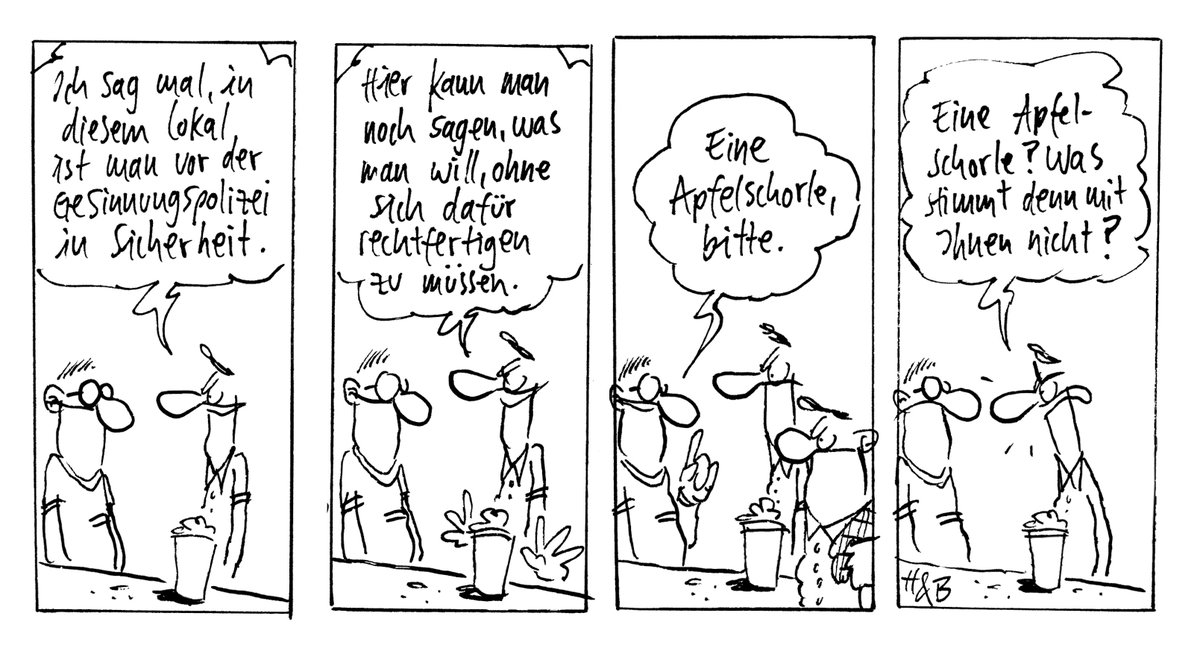 Ich sag mal, in
diesem Lokal,
ist man vor der
Gesinnungspolizei
in Sicherheit.
Hier kann man
noch sagen, was
man will, ohne
sich dafür
rechtfertigen
zu müssen.
Eine
Apfelschorle,
bitte.
Eine Apfel-
schorle? Was
stimmt denn mit
Ihnen nicht?
H&B